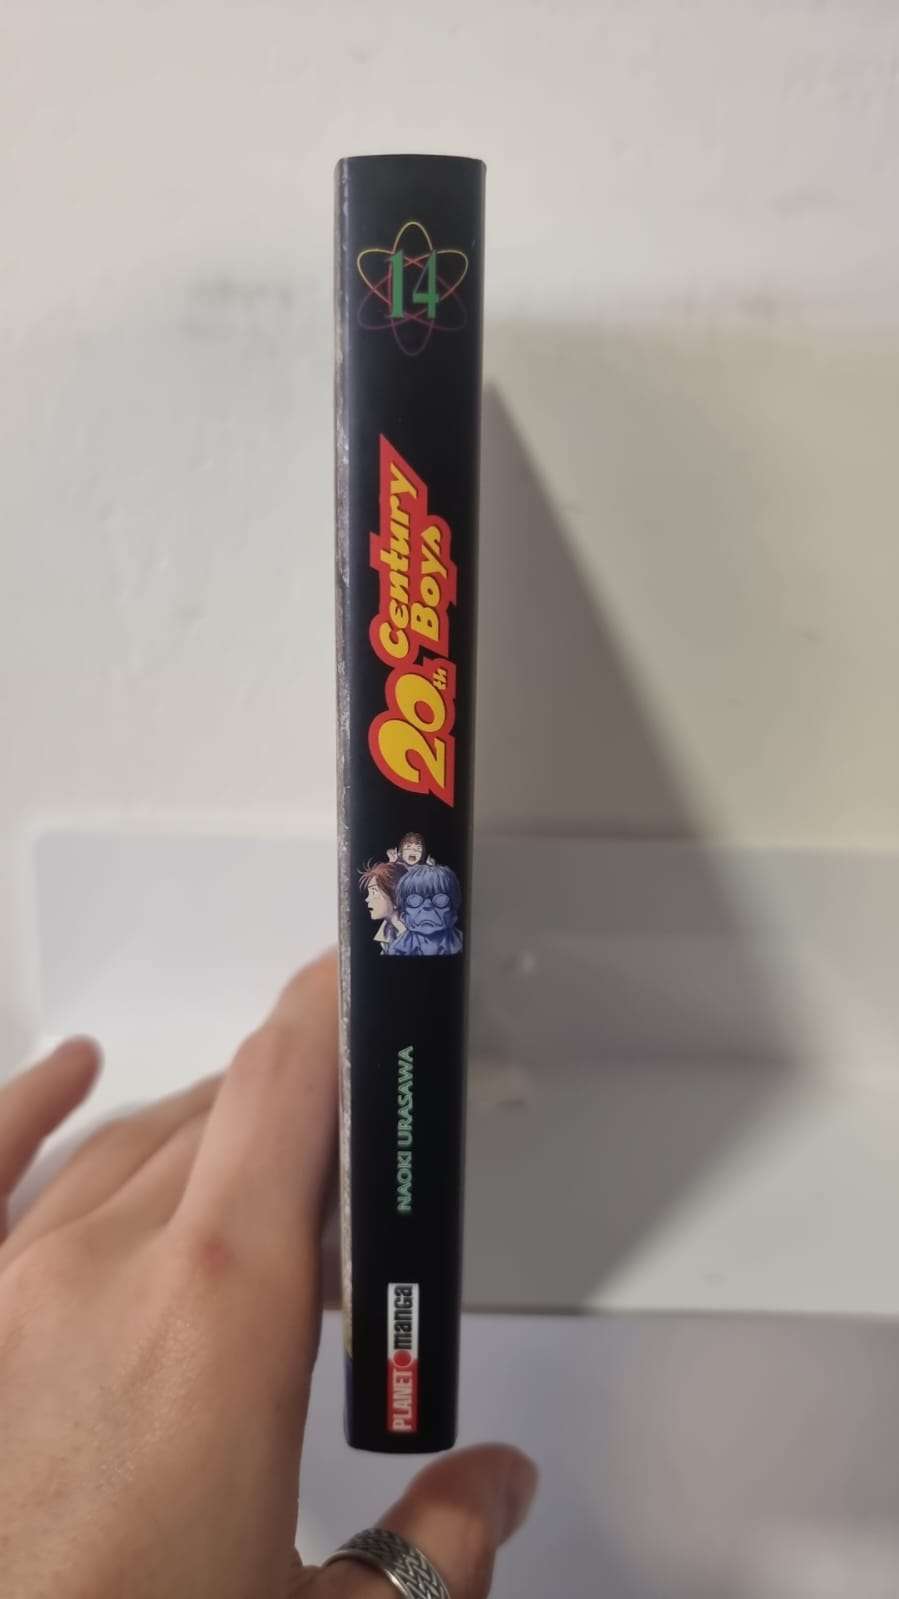 14
20th Century
Boys
NAOKI URASAWA
PLANET manga